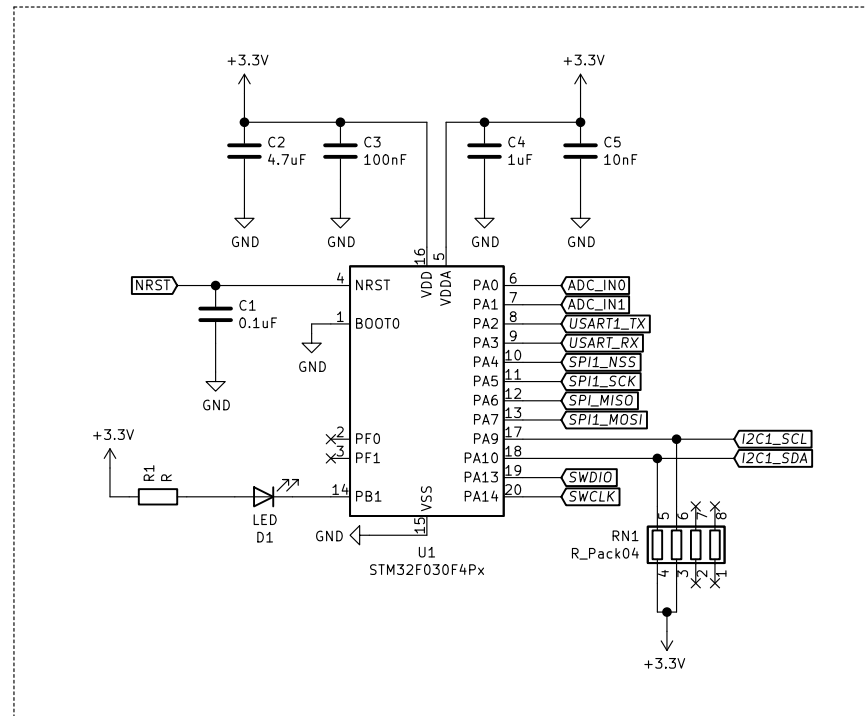 +3.3V
+3.3V
C2
4.7uF
C3
100nF
C4
1uF
C5
10nF
GND
GND
GND
GND
16
5
VDD
VDDA
NRST
4
NRST
C1
0.1uF
GND
1
BOOT0
GND
PA0
6
ADC_IN0
PA1
7
ADC_IN1
PA2
8
USART1_TX
PA3
9
USART_RX
PA4
10
SPI1_NSS
PA5
11
SPI1_SCK
PA6
12
SPI_MISO
PA7
13
SPI1_MOSI
2
PF0
PA9
17
I2C1_SCL
3
PF1
PA10
18
I2C1_SDA
PA13
19
SWDIO
14
PB1
PA14
20
SWCLK
+3.3V
R1
R
LED
D1
VSS
15
GND
U1
STM32F030F4Px
5
6
7
8
RN1
R_Pack04
4
3
2
1
+3.3V